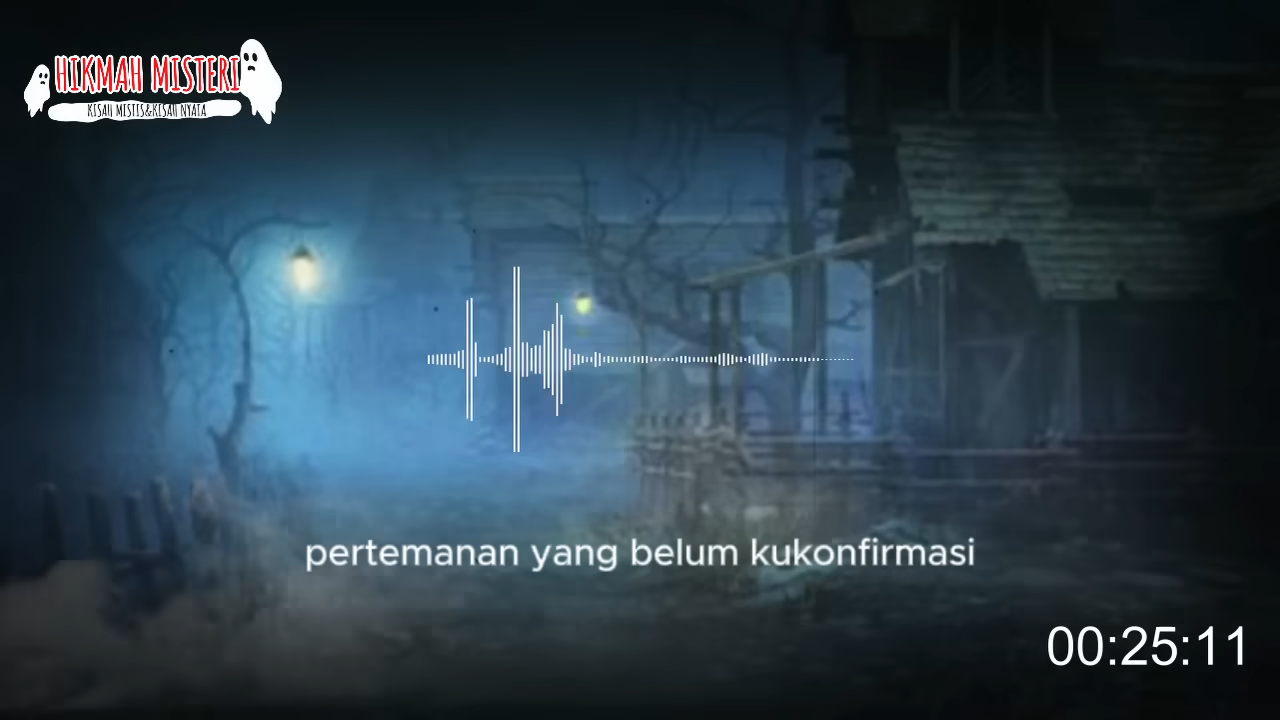 HIKMAH MISTERI
KISAH MISTIS&KISAH NYATA
pertemanan yang belum kukonfirmasi
00:25:11